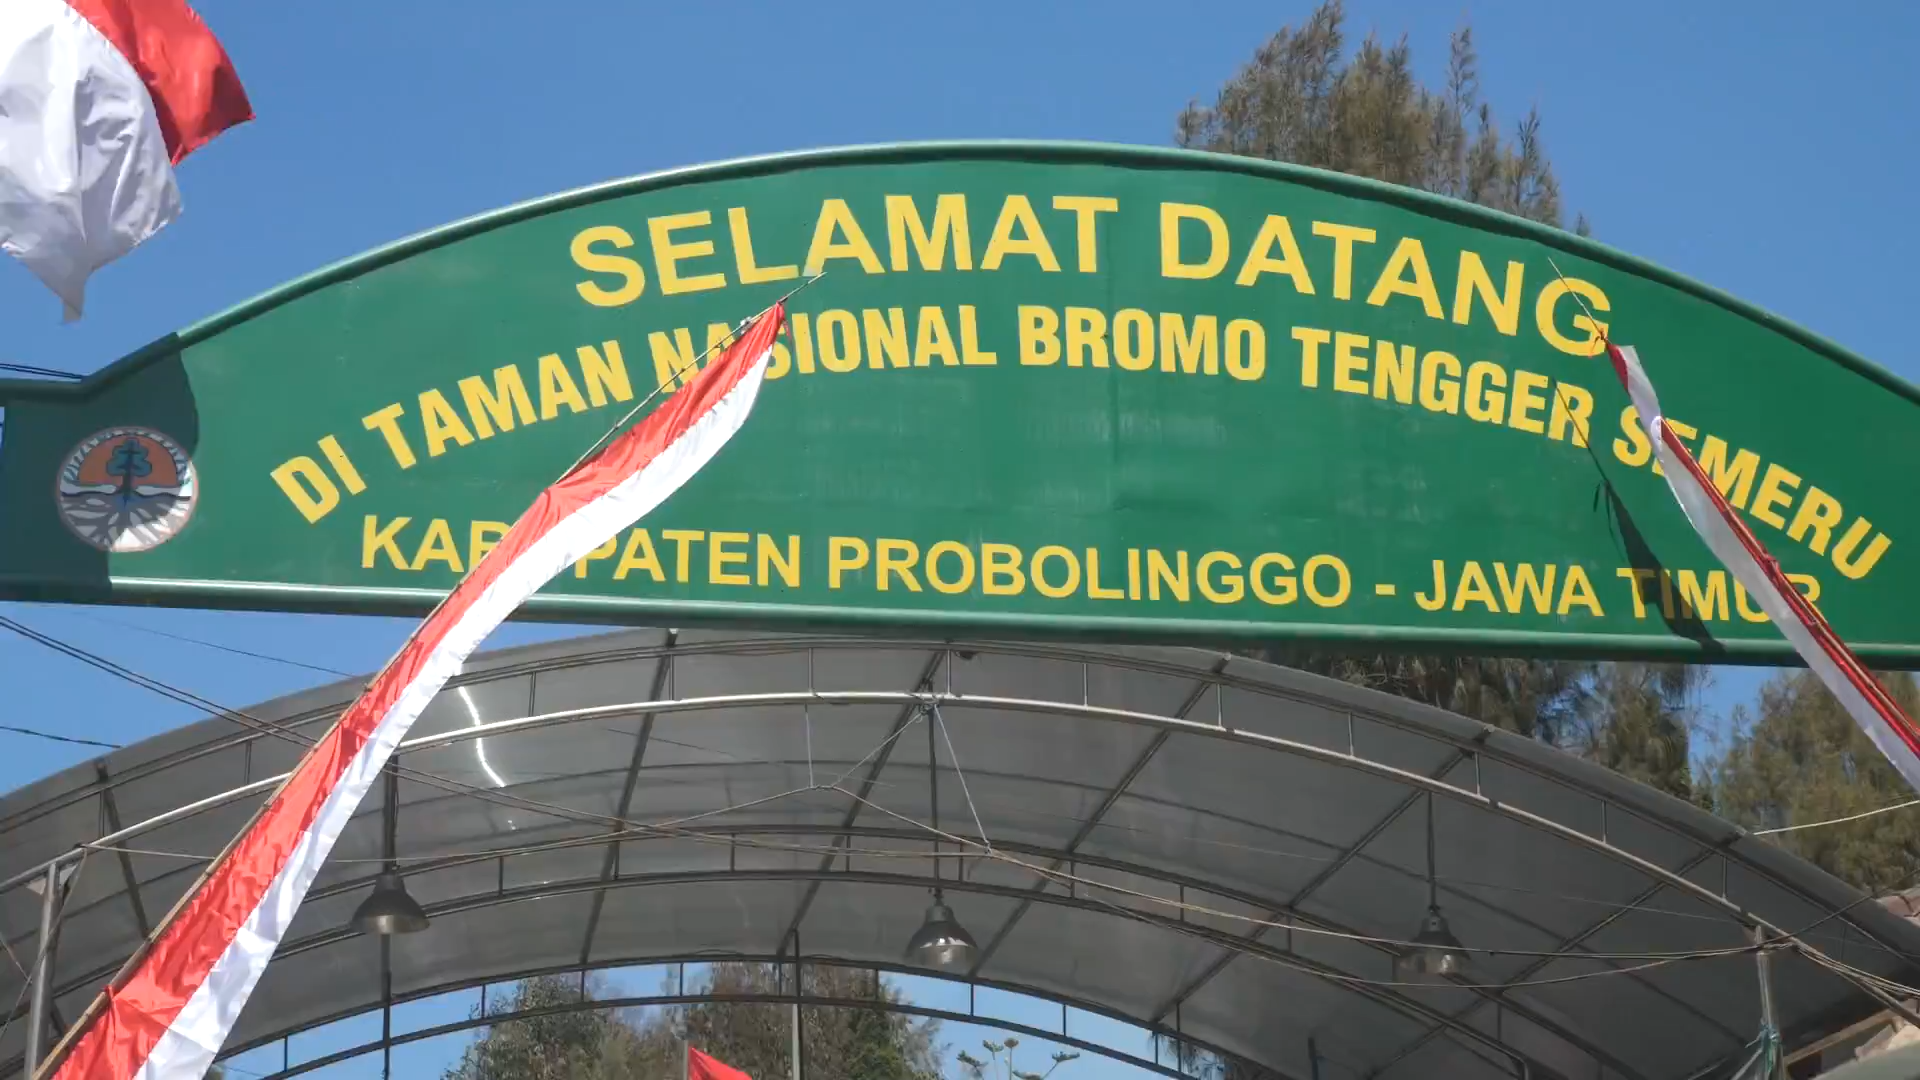 SELAMAT DATANG
DI TAMAN NASIONAL BROMO TENGGER SEMERU
KABUPATEN PROBOLINGGO - JAWA TIMUR